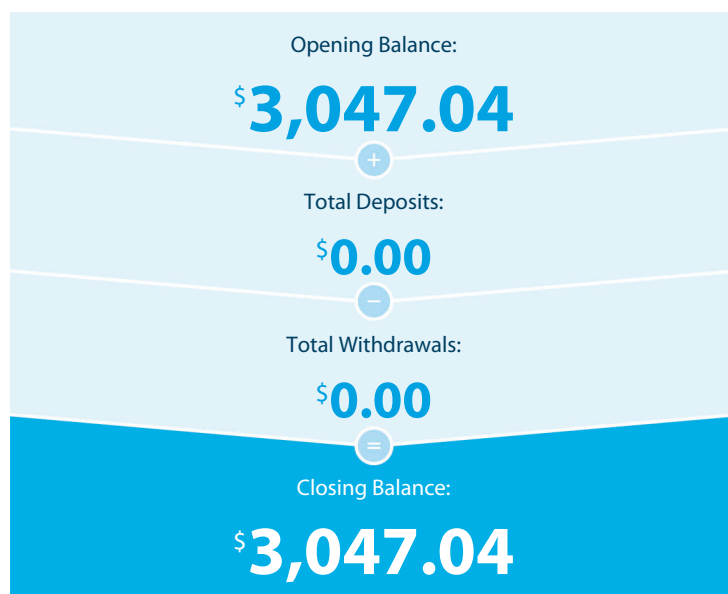 Opening Balance:
$3,047.04
+
Total Deposits:
$0.00
−
Total Withdrawals:
$0.00
=
Closing Balance:
$3,047.04